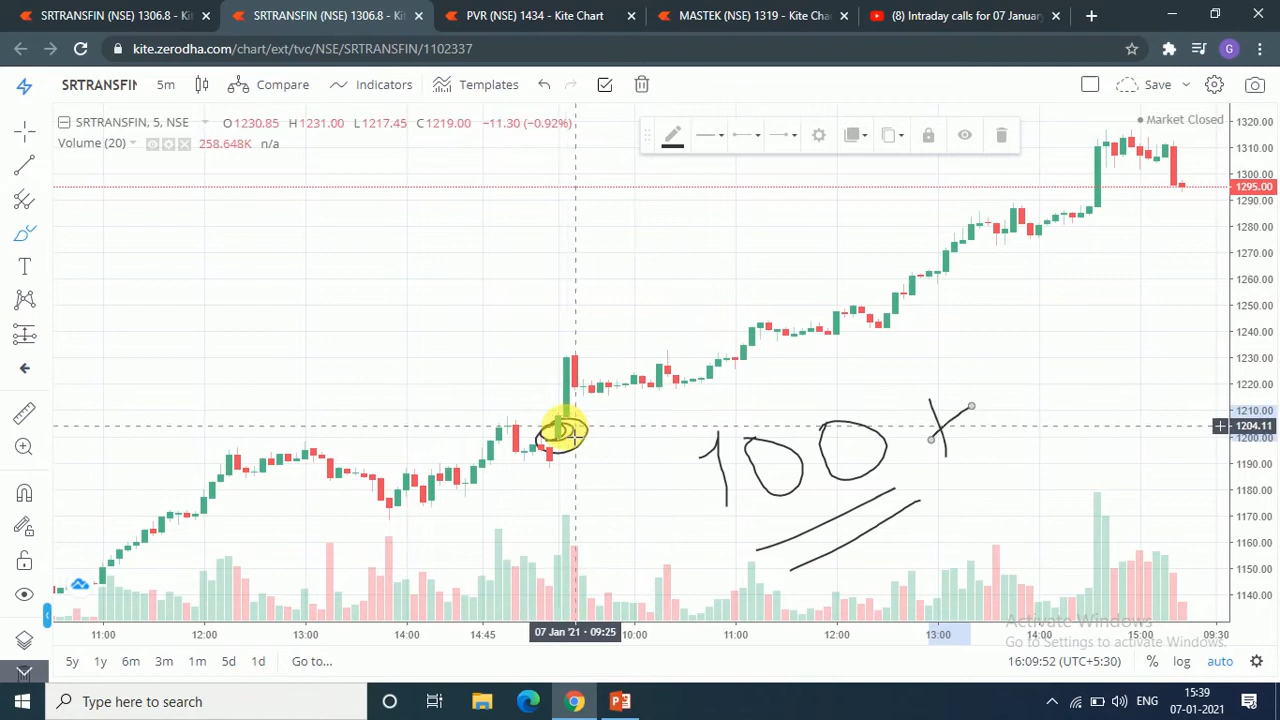 SRTRANSFIN (NSE) 1306.8 - Ki
SRTRANSFIN (NSE) 1306.8 - Ki
PVR (NSE) 1434 - Kite Chart
MASTEK (NSE) 1319 - Kite Cha
(8) Intraday calls for 07 January
kite.zerodha.com/chart/ext/tvc/NSE/SRTRANSFIN/1102337
G
SRTRANSFIN
5m
Compare
Indicators
Templates
Save
SRTRANSFIN, 5, NSE
O1230.85 H1231.00 L1217.45 C1219.00 −11.30 (−0.92%)
Volume (20)
258.648K n/a
Market Closed
1320.00
1310.00
1300.00
1295.00
1290.00
1280.00
1270.00
1260.00
1250.00
1240.00
1230.00
1220.00
1210.00
1204.11
1200.00
1190.00
1180.00
1170.00
1160.00
1150.00
1140.00
100 x
T
11:00
12:00
13:00
14:00
14:45
07 Jan '21 • 09:25
10:00
11:00
12:00
13:00
14:00
15:00
09:30
Activate Windows
Go to Settings to activate Windows.
5y 1y 6m 3m 1m 5d 1d Go to...
16:09:52 (UTC+5:30) % log auto
Type here to search
ENG
15:39
07-01-2021